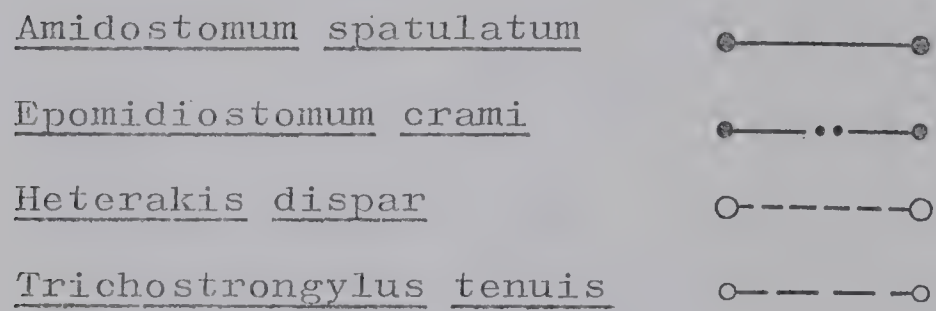 Amidostomum spatulatum
Epomidiostomum crami
Heterakis dispar
Trichostrongylus tenuis